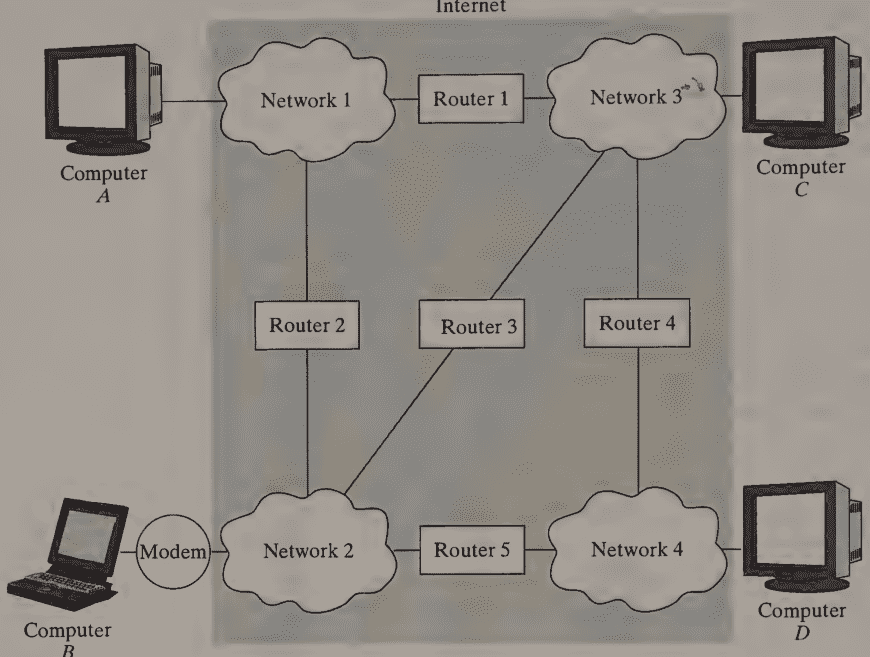 Internet
Network 1
Router 1
Network 3
Computer
A
Computer
C
Router 2
Router 3
Router 4
Modem
Network 2
Router 5
Network 4
Computer
B
Computer
D